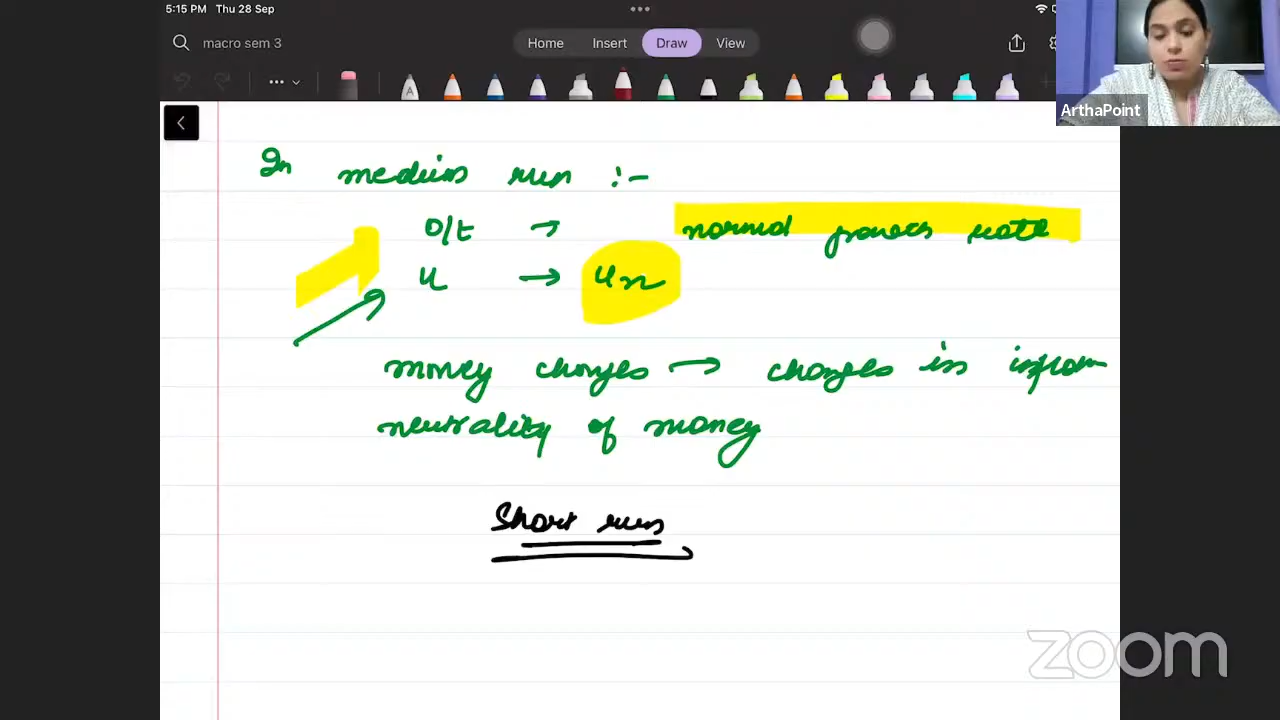 5:15 PM Thu 28 Sep
macro sem 3
Home Insert Draw View
A
ArthaPoint
In medium run :-
O/t → normal growth rate
u → un
money changes → changes in
neutrality of money
Short run
zoom